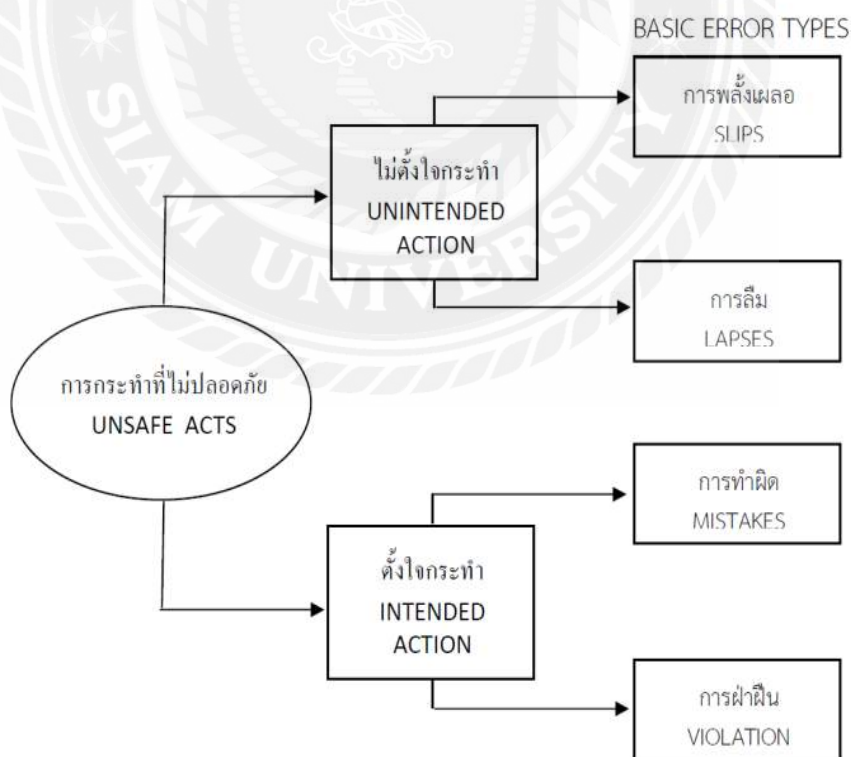 BASIC ERROR TYPES
การพลั้งเผลอ
SLIPS
ไม่ตั้งใจกระทำ
UNINTENDED
ACTION
การลืม
LAPSES
การกระทำที่ไม่ปลอดภัย
UNSAFE ACTS
การทำผิด
MISTAKES
ตั้งใจกระทำ
INTENDED
ACTION
การฝ่าฝืน
VIOLATION
SIAM UNIVERSITY